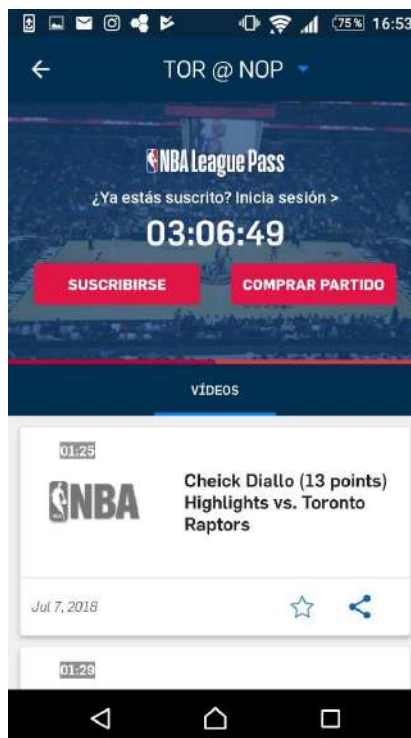 75% 16:53
TOR @ NOP
NBA League Pass
¿Ya estás suscrito? Inicia sesión >
03:06:49
SUSCRIBIRSE
COMPRAR PARTIDO
VÍDEOS
01:25
NBA
Cheick Diallo (13 points)
Highlights vs. Toronto
Raptors
Jul 7, 2018
01:29